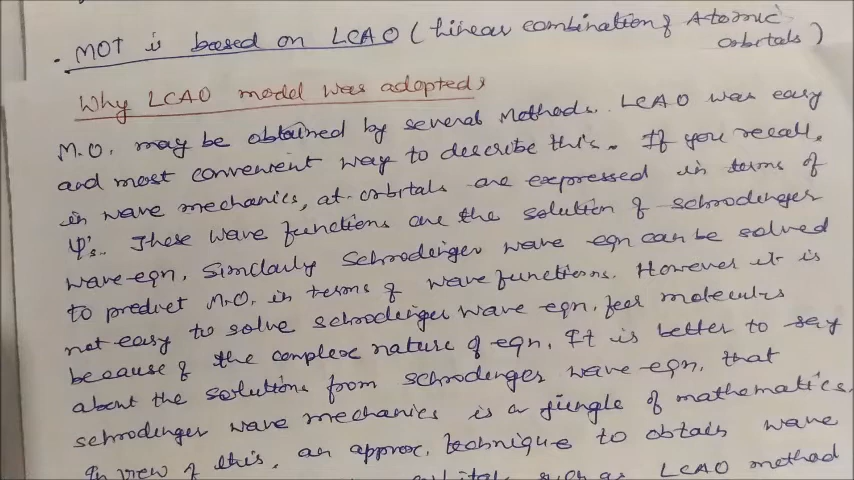 . MOT is based on LCAO (Linear combination of Atomic
orbitals)
Why LCAO model was adopted,
M.O. may be obtained by several Methods. LCAO was easy
and most convenient way to describe this. If you recall,
in wave mechanics, at. orbitals are expressed in terms of
Ψ's. These wave functions are the solution of schrodenger
wave-eqn. Similarly Schrodenger wave eqn can be solved
to predict M.O. in terms of wave functions. However it is
not easy to solve schrodenger wave eqn. for molecules
because of the complex nature of eqn. It is better to say
about the solutions from schrodenger wave-eqn. that
schrodenger wave mechanics is a jungle of mathematics.
In view of this, an approx. technique to obtain wave
such as LCAO method